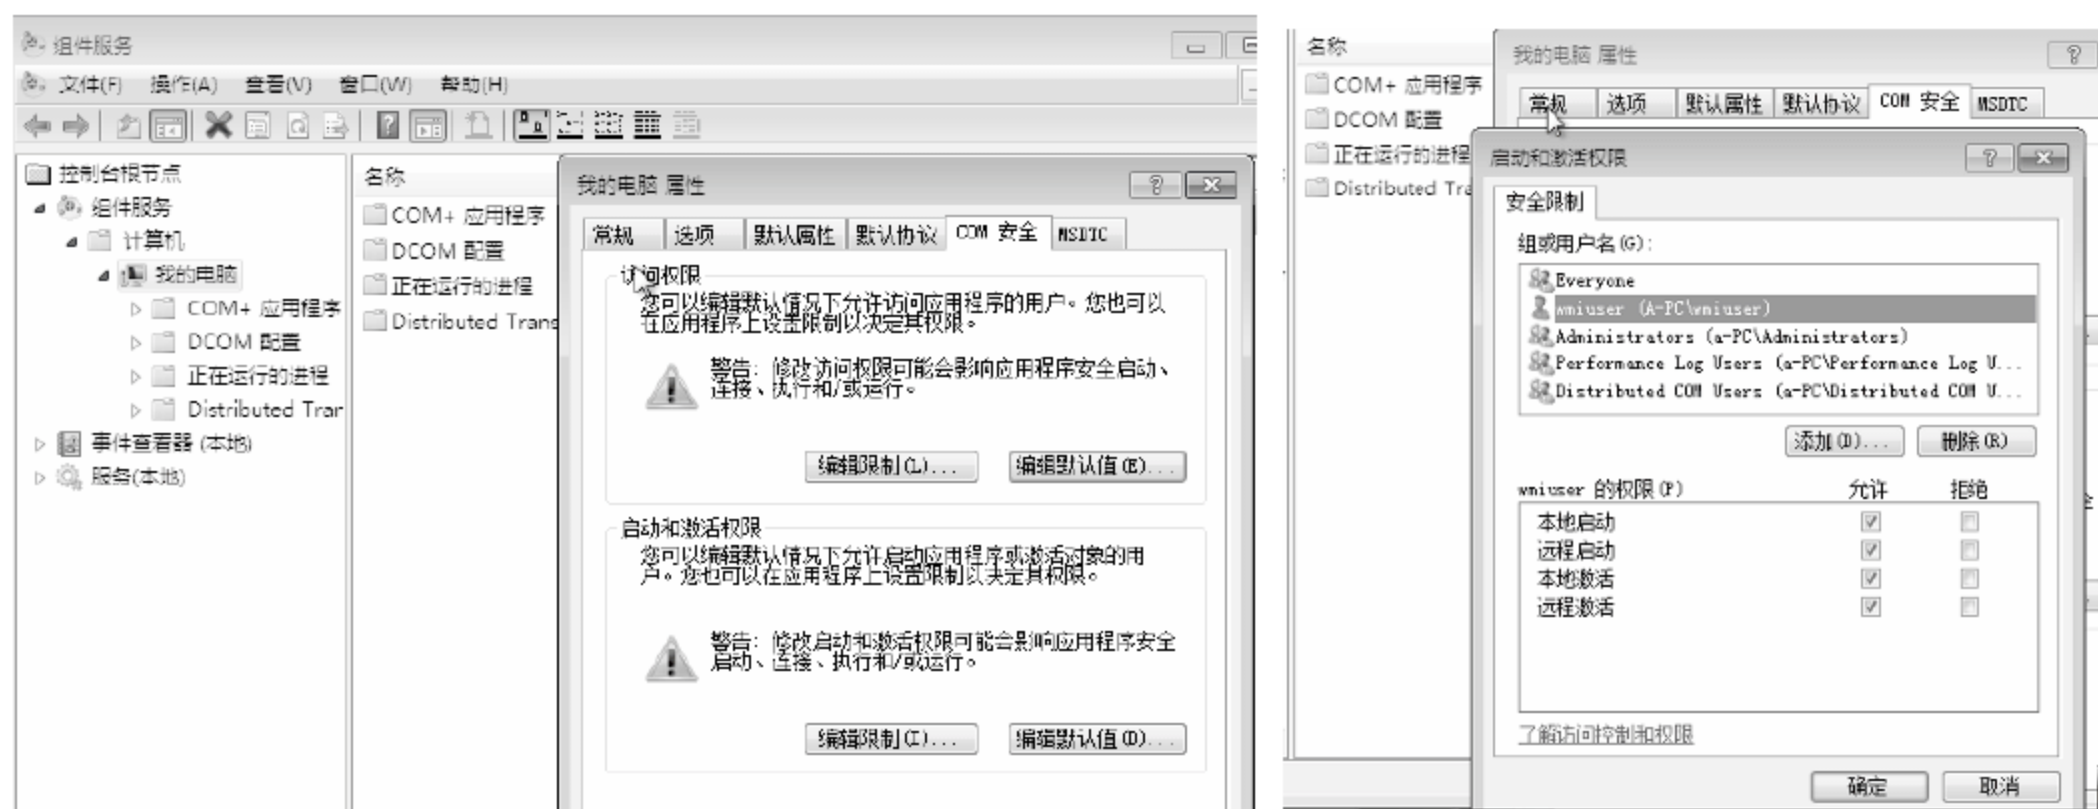 组件服务
文件(F) 操作(A) 查看(V) 窗口(W) 帮助(H)
控制台根节点
组件服务
计算机
我的电脑
COM+ 应用程序
DCOM 配置
正在运行的进程
Distributed Tran
事件查看器 (本地)
服务(本地)
名称
COM+ 应用程序
DCOM 配置
正在运行的进程
Distributed Trans
我的电脑 属性
常规 选项 默认属性 默认协议 COM 安全 MSDTC
访问权限
您可以编辑默认情况下允许访问应用程序的用户。您也可以
在应用程序上设置限制以决定其权限。
警告: 修改访问权限可能会影响应用程序安全启动、
连接、执行和/或运行。
编辑限制(L)... 编辑默认值(E)...
启动和激活权限
您可以编辑默认情况下允许启动应用程序或激活对象的用
户。您也可以在应用程序上设置限制以决定其权限。
警告: 修改启动和激活权限可能会影响应用程序安全
启动、连接、执行和/或运行。
编辑限制(I)... 编辑默认值(D)...
名称
COM+ 应用程序
DCOM 配置
正在运行的进程
Distributed Tra
我的电脑 属性
常规 选项 默认属性 默认协议 COM 安全 MSDTC
启动和激活权限
安全限制
组或用户名(G):
Everyone
wmiuser (A-PC\wmiuser)
Administrators (a-PC\Administrators)
Performance Log Users (a-PC\Performance Log U...
Distributed COM Users (a-PC\Distributed COM U...
添加(D)... 删除(R)
wmiuser 的权限(P) 允许 拒绝
本地启动
远程启动
本地激活
远程激活
了解访问控制和权限
确定 取消